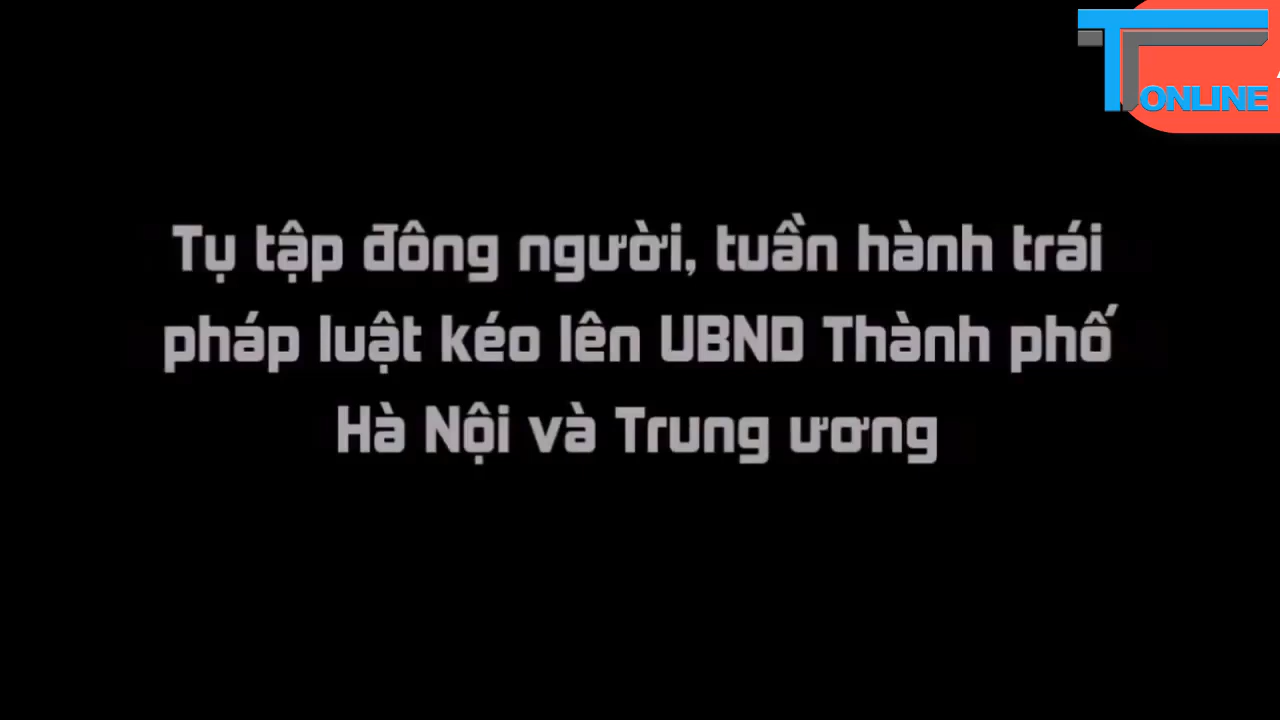 TT ONLINE
Tụ tập đông người, tuần hành trái
pháp luật kéo lên UBND Thành phố
Hà Nội và Trung ương